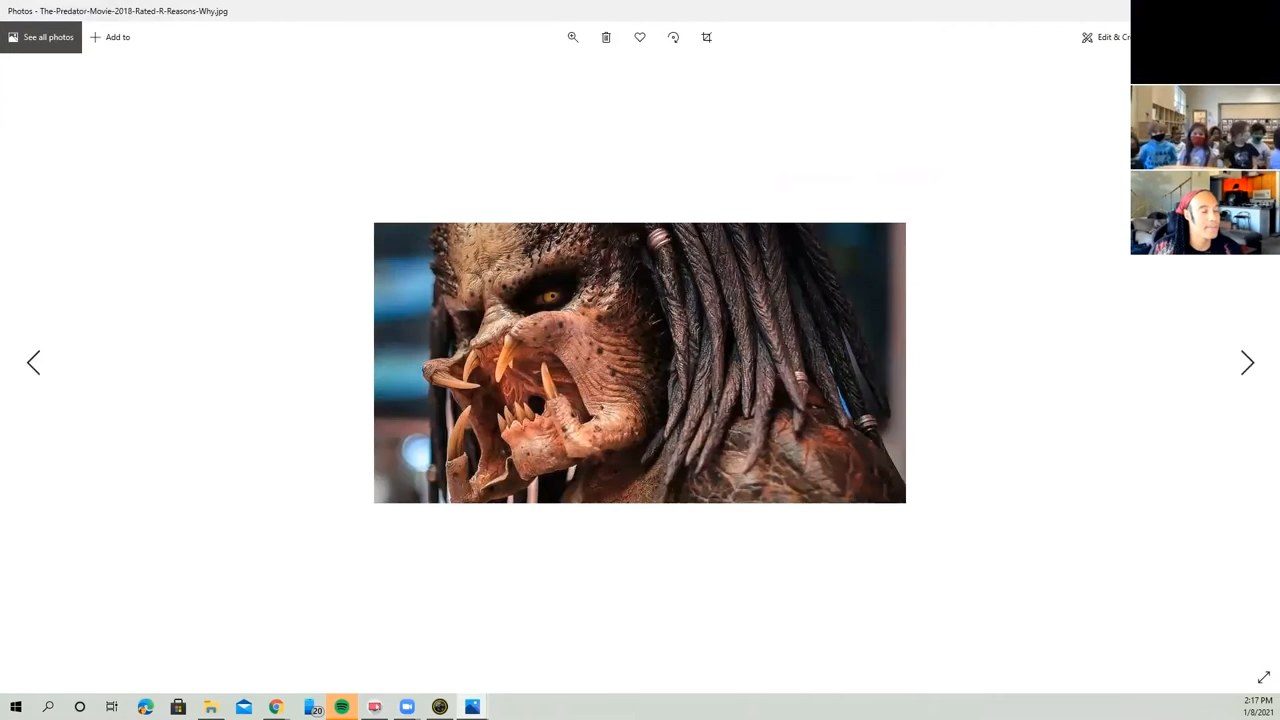 Photos - The-Predator-Movie-2018-Rated-R-Reasons-Why.jpg
See all photos
Add to
Edit & Cr
20
2:17 PM
1/8/2021